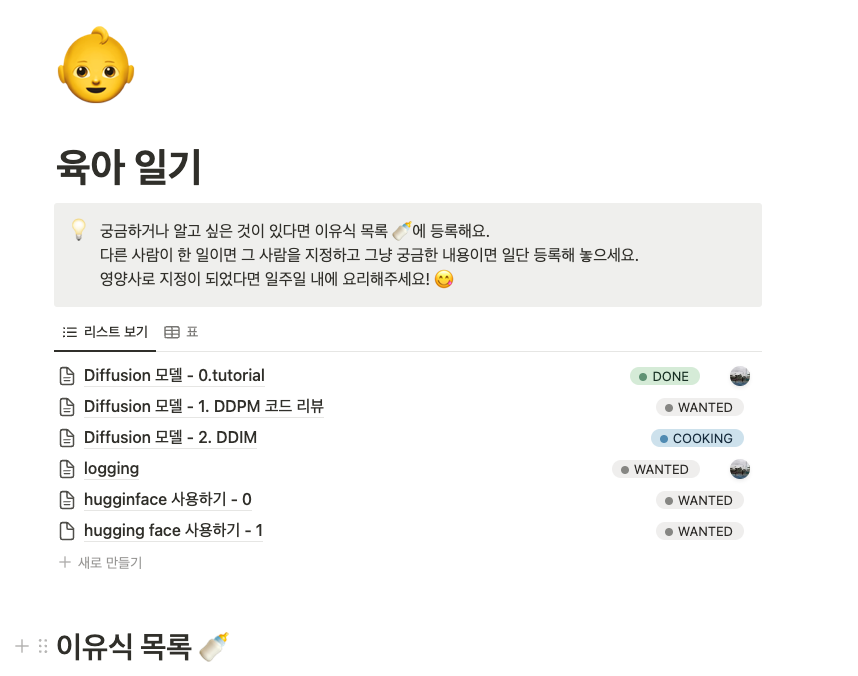 육아 일기
궁금하거나 알고 싶은 것이 있다면 이유식 목록 🍼에 등록해요.
다른 사람이 한 일이면 그 사람을 지정하고 그냥 궁금한 내용이면 일단 등록해 놓으세요.
영양사로 지정이 되었다면 일주일 내에 요리해주세요! 😋
리스트 보기 표
Diffusion 모델 - 0.tutorial DONE
Diffusion 모델 - 1. DDPM 코드 리뷰 WANTED
Diffusion 모델 - 2. DDIM COOKING
logging WANTED
hugginface 사용하기 - 0 WANTED
hugging face 사용하기 - 1 WANTED
+ 새로 만들기
이유식 목록 🍼